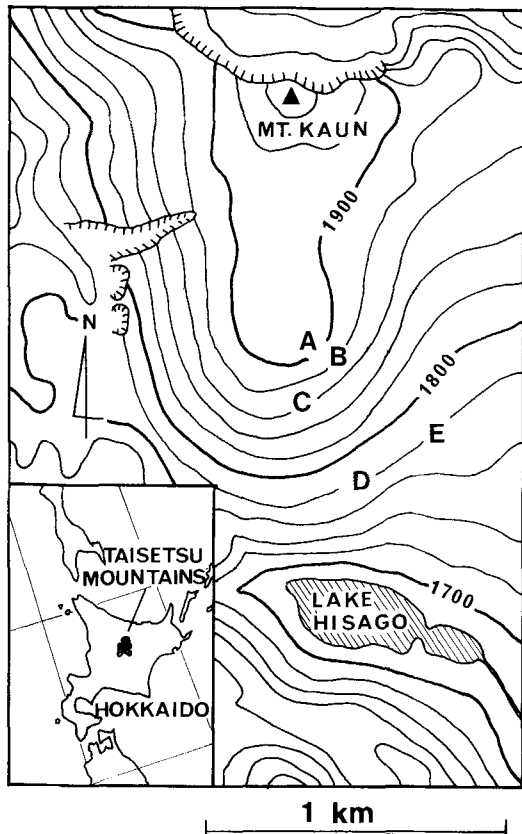 MT. KAUN
1900
N
A
B
C
1800
E
D
TAISETSU
MOUNTAINS
HOKKAIDO
1700
LAKE
HISAGO
1 km